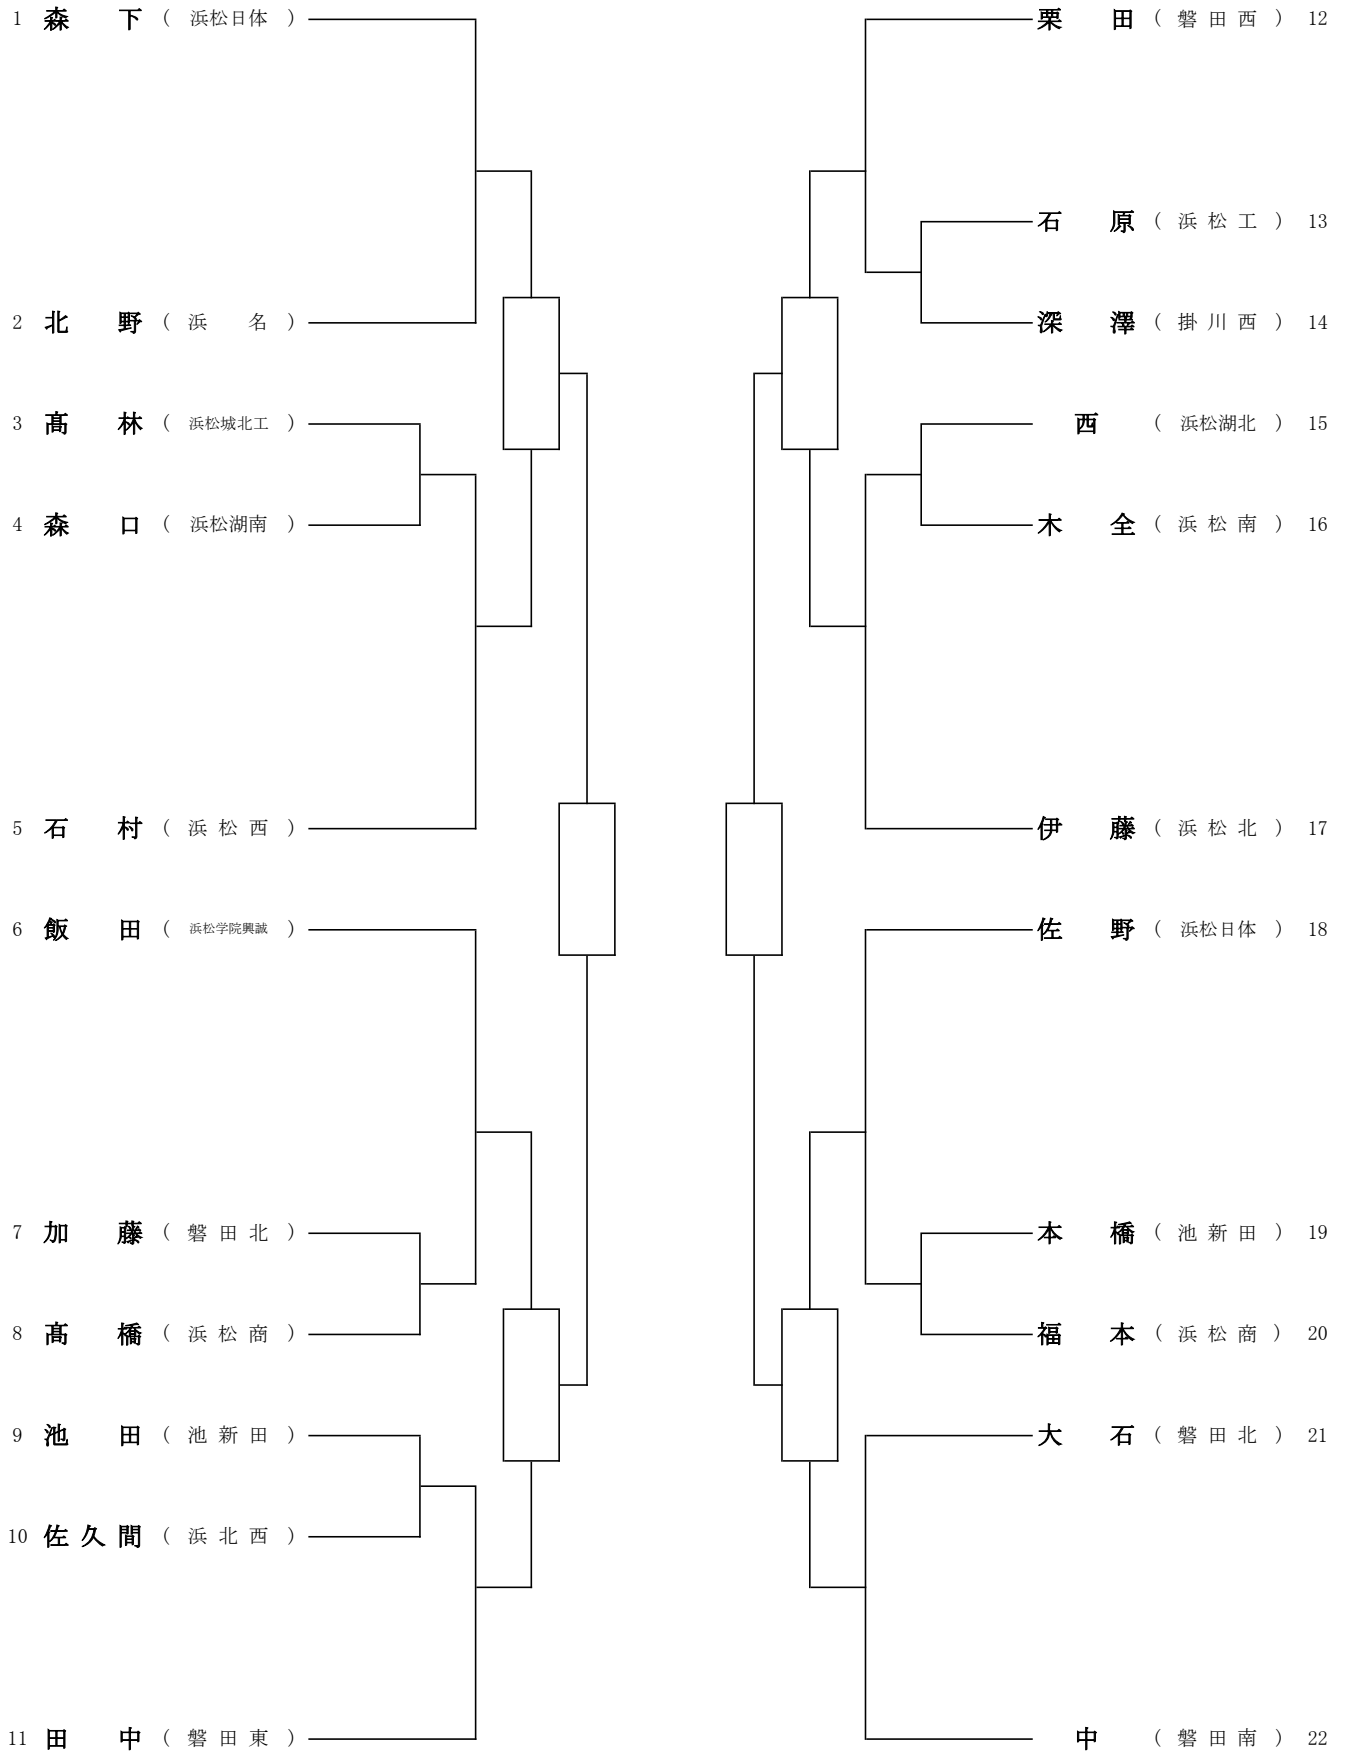 1 森 下 ( 浜松日体 )
2 北 野 ( 浜 名 )
3 髙 林 ( 浜松城北工 )
4 森 口 ( 浜松湖南 )
5 石 村 ( 浜 松 西 )
6 飯 田 ( 浜松学院興誠 )
7 加 藤 ( 磐 田 北 )
8 髙 橋 ( 浜 松 商 )
9 池 田 ( 池 新 田 )
10 佐 久 間 ( 浜 北 西 )
11 田 中 ( 磐 田 東 )
栗 田 ( 磐 田 西 ) 12
石 原 ( 浜 松 工 ) 13
深 澤 ( 掛 川 西 ) 14
西 ( 浜松湖北 ) 15
木 全 ( 浜 松 南 ) 16
伊 藤 ( 浜 松 北 ) 17
佐 野 ( 浜松日体 ) 18
本 橋 ( 池 新 田 ) 19
福 本 ( 浜 松 商 ) 20
大 石 ( 磐 田 北 ) 21
中 ( 磐 田 南 ) 22